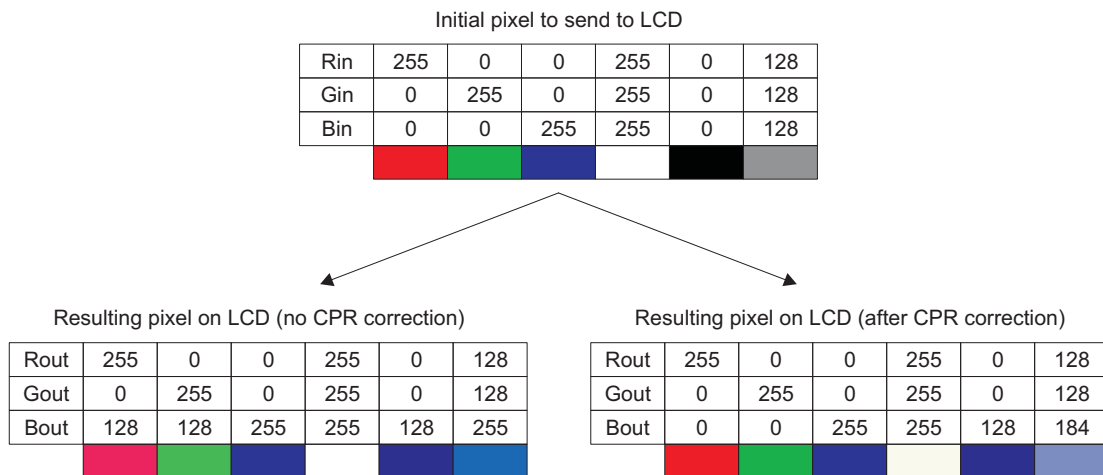 Initial pixel to send to LCD
Rin 255 0 0 255 0 128
Gin 0 255 0 255 0 128
Bin 0 0 255 255 0 128
Resulting pixel on LCD (no CPR correction)
Rout 255 0 0 255 0 128
Gout 0 255 0 255 0 128
Bout 128 128 255 255 128 255
Resulting pixel on LCD (after CPR correction)
Rout 255 0 0 255 0 128
Gout 0 255 0 255 0 128
Bout 0 0 255 255 128 184